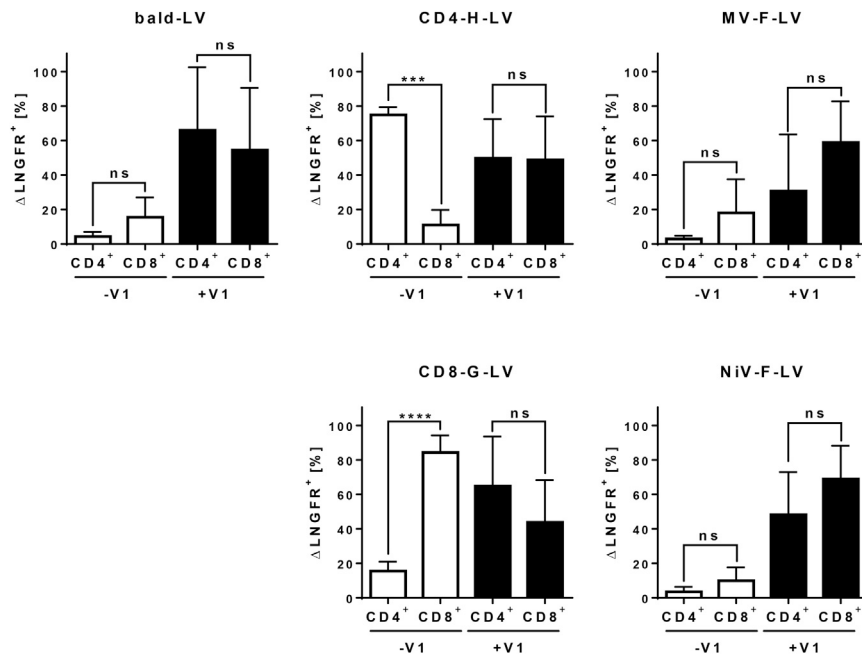 bald-LV
ΔLNGFR⁺ [%]
100
80
60
40
20
0
ns
ns
CD4⁺
CD8⁺
CD4⁺
CD8⁺
-V1
+V1
CD4-H-LV
ΔLNGFR⁺ [%]
100
80
60
40
20
0
***
ns
CD4⁺
CD8⁺
CD4⁺
CD8⁺
-V1
+V1
MV-F-LV
ΔLNGFR⁺ [%]
100
80
60
40
20
0
ns
ns
CD4⁺
CD8⁺
CD4⁺
CD8⁺
-V1
+V1
CD8-G-LV
ΔLNGFR⁺ [%]
100
80
60
40
20
0
****
ns
CD4⁺
CD8⁺
CD4⁺
CD8⁺
-V1
+V1
NiV-F-LV
ΔLNGFR⁺ [%]
100
80
60
40
20
0
ns
ns
CD4⁺
CD8⁺
CD4⁺
CD8⁺
-V1
+V1